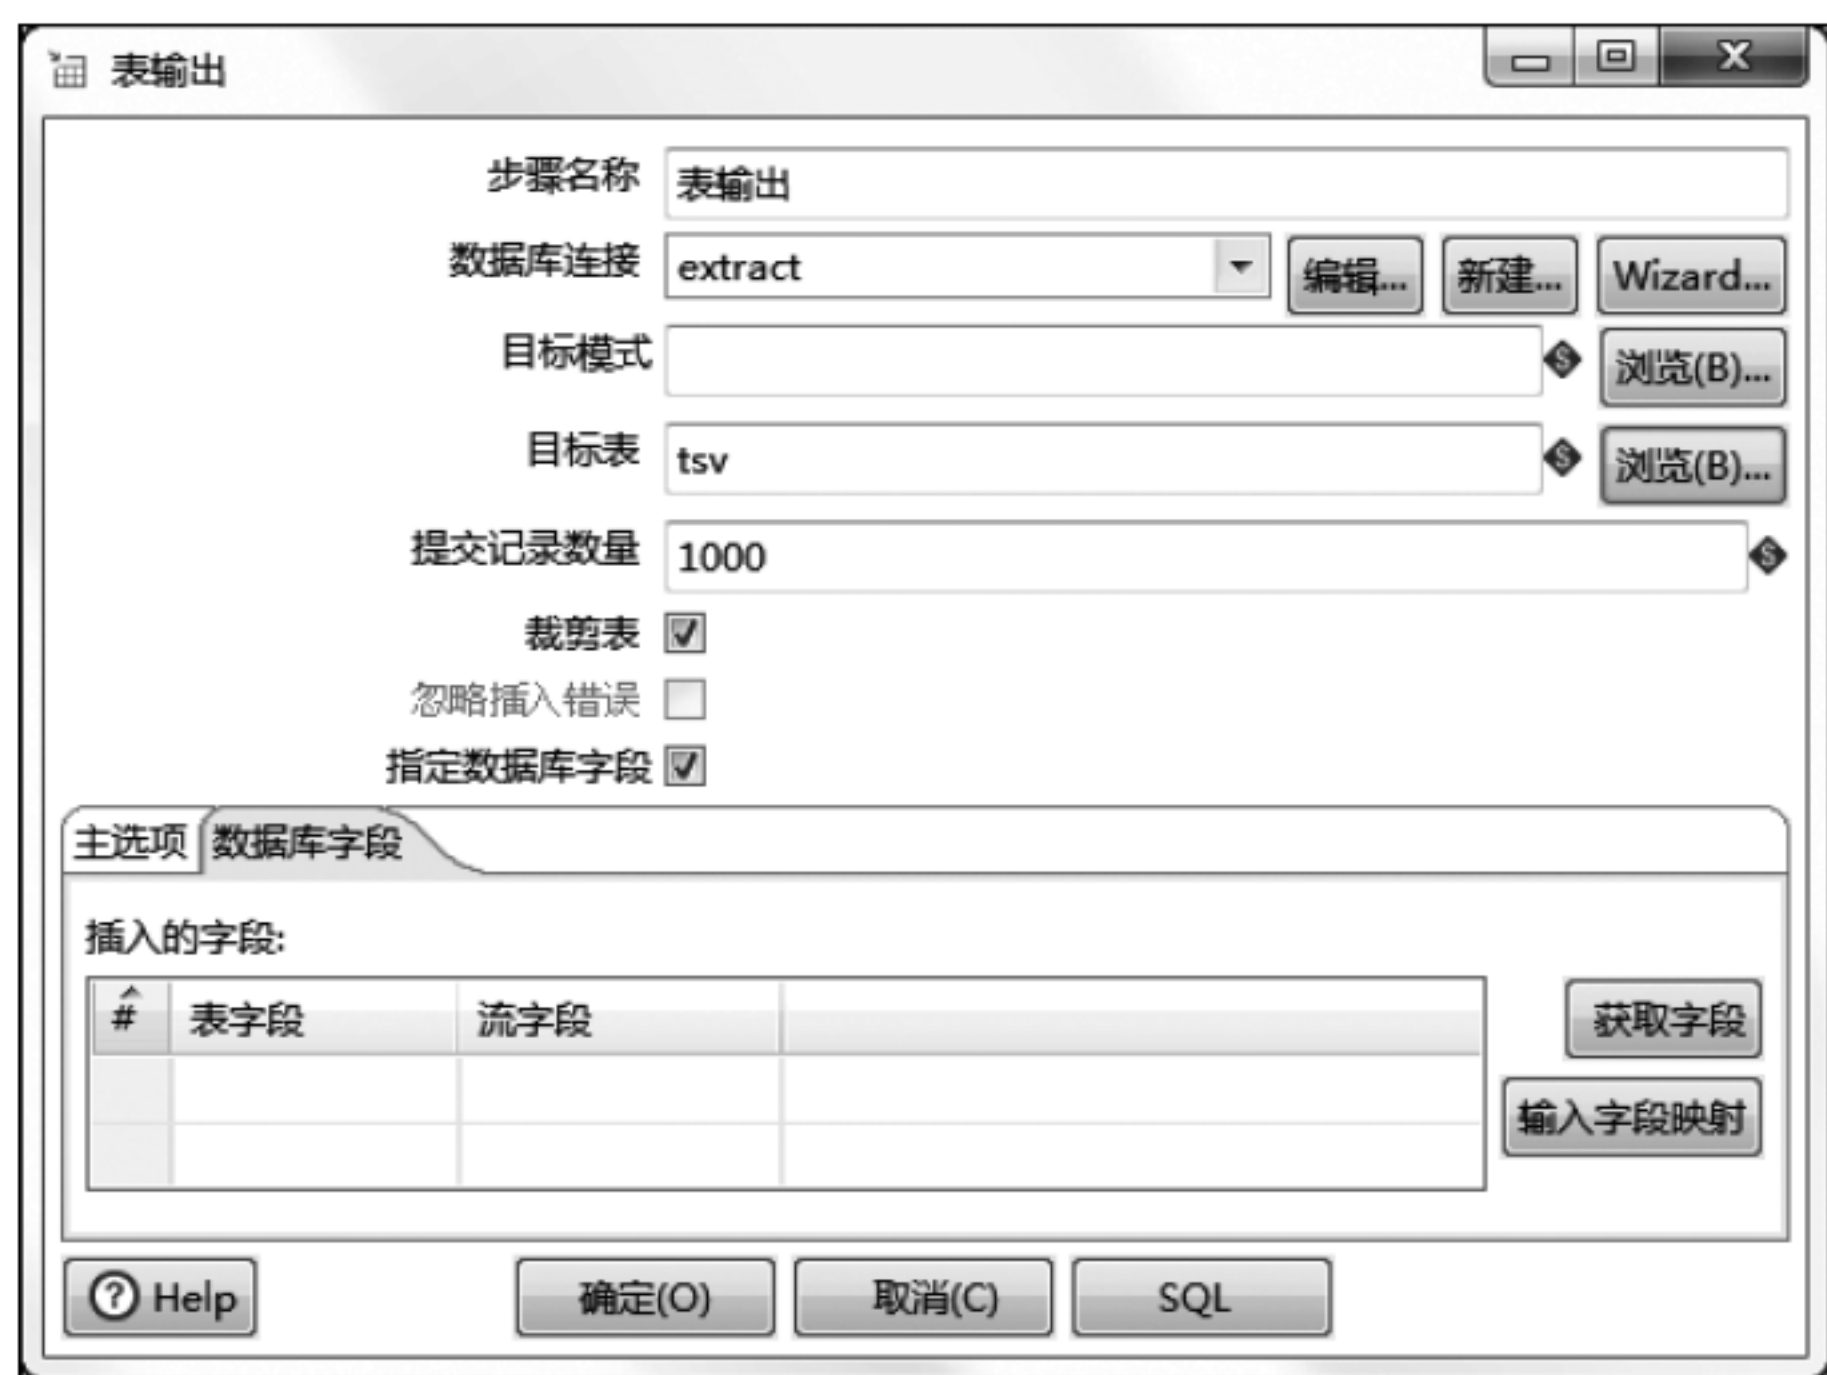 表输出
步骤名称 表输出
数据库连接 extract 编辑... 新建... Wizard...
目标模式 浏览(B)...
目标表 tsv 浏览(B)...
提交记录数量 1000
裁剪表
忽略插入错误
指定数据库字段
主选项 数据库字段
插入的字段:
# 表字段 流字段 获取字段
输入字段映射
Help 确定(O) 取消(C) SQL